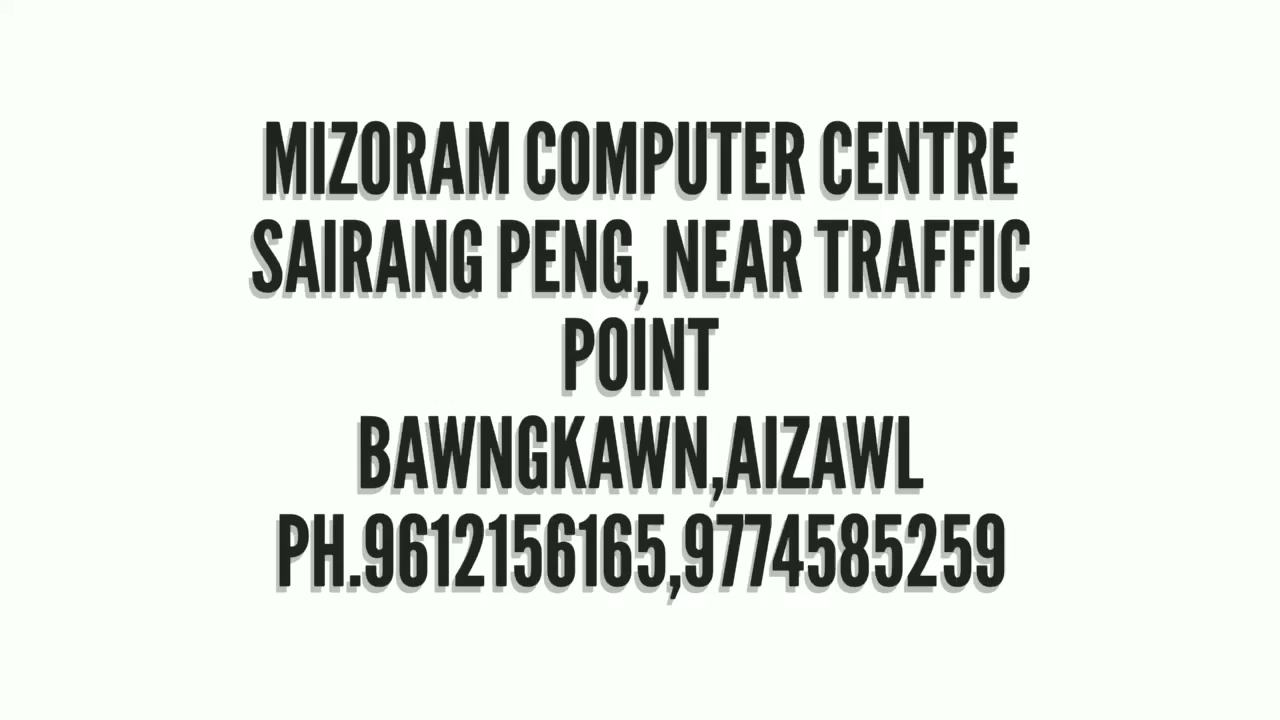 MIZORAM COMPUTER CENTRE
SAIRANG PENG, NEAR TRAFFIC
POINT
BAWNGKAWN,AIZAWL
PH.9612156165,9774585259